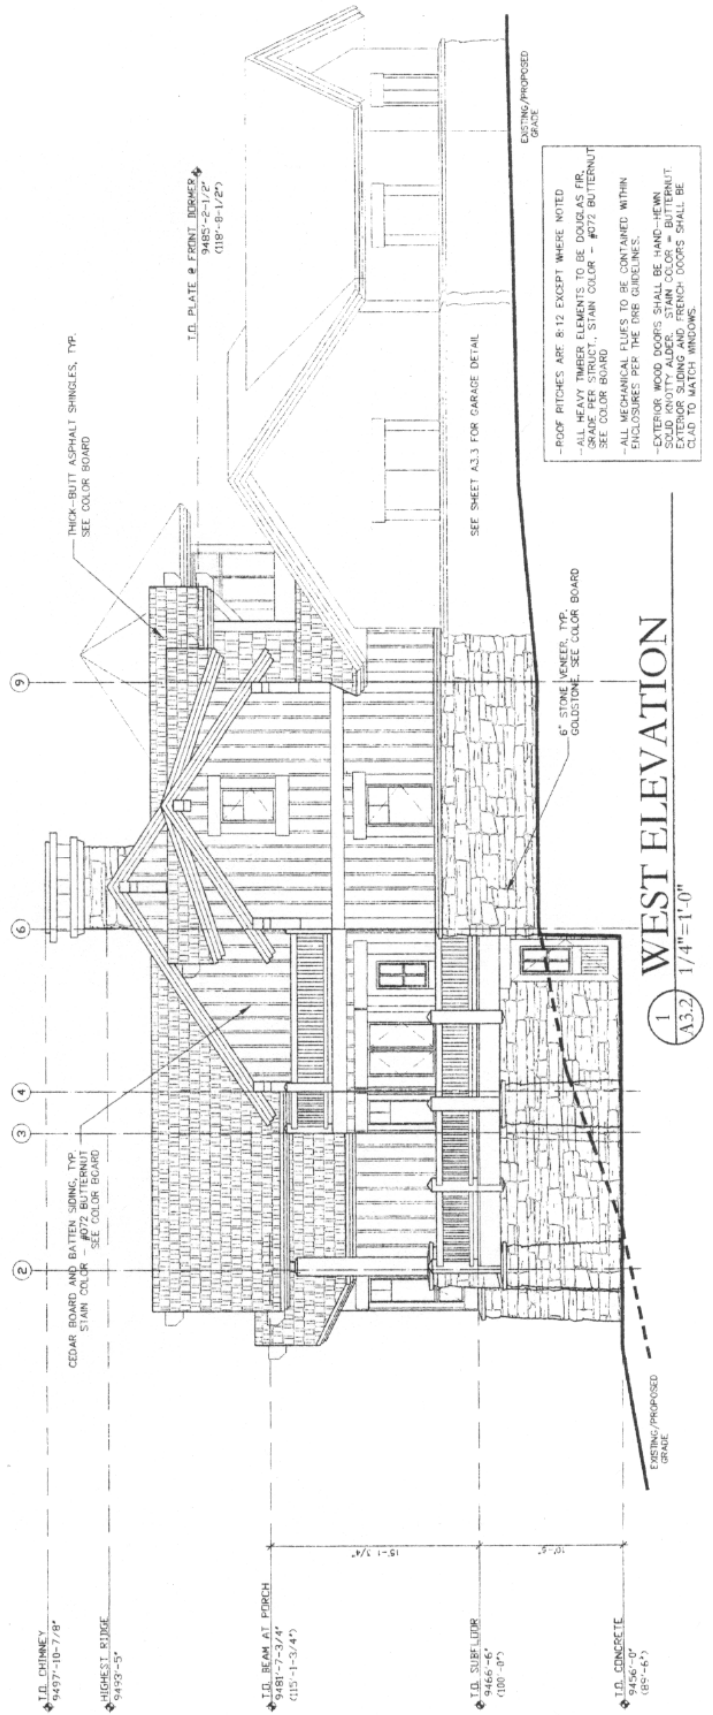 T.O. CHIMNEY
9497'-10-7/8"
HIGHEST RIDGE
9493'-5"
T.O. BEAM AT PORCH
9481'-7-3/4"
(115'-1-3/4")
T.O. SUBFLOOR
9466'-6"
(100'-0")
T.O. CONCRETE
9456'-0"
(89'-6")
15'-1 3/4"
10'-6"
2
3
4
6
9
CEDAR BOARD AND BATTEN SIDING, TYP.
STAIN COLOR - #072 BUTTERNUT
SEE COLOR BOARD
THICK-BUTT ASPHALT SHINGLES, TYP.
SEE COLOR BOARD
T.O. PLATE @ FRONT DORMER
9485'-2-1/2"
(118'-8-1/2")
SEE SHEET A3.3 FOR GARAGE DETAIL
EXISTING/PROPOSED
GRADE
6" STONE VENEER, TYP.
GOLDSTONE, SEE COLOR BOARD
EXISTING/PROPOSED
GRADE
-ROOF PITCHES ARE 8:12 EXCEPT WHERE NOTED
-ALL HEAVY TIMBER ELEMENTS TO BE DOUGLAS FIR,
GRADE PER STRUCT., STAIN COLOR - #072 BUTTERNUT
SEE COLOR BOARD
-ALL MECHANICAL FLUES TO BE CONTAINED WITHIN
ENCLOSURES PER THE DRB GUIDELINES.
-EXTERIOR WOOD DOORS SHALL BE HAND-HEWN
SOLID KNOTTY ALDER. STAIN COLOR = BUTTERNUT.
EXTERIOR SLIDING AND FRENCH DOORS SHALL BE
CLAD TO MATCH WINDOWS.
1
A3.2
WEST ELEVATION
1/4"=1'-0"